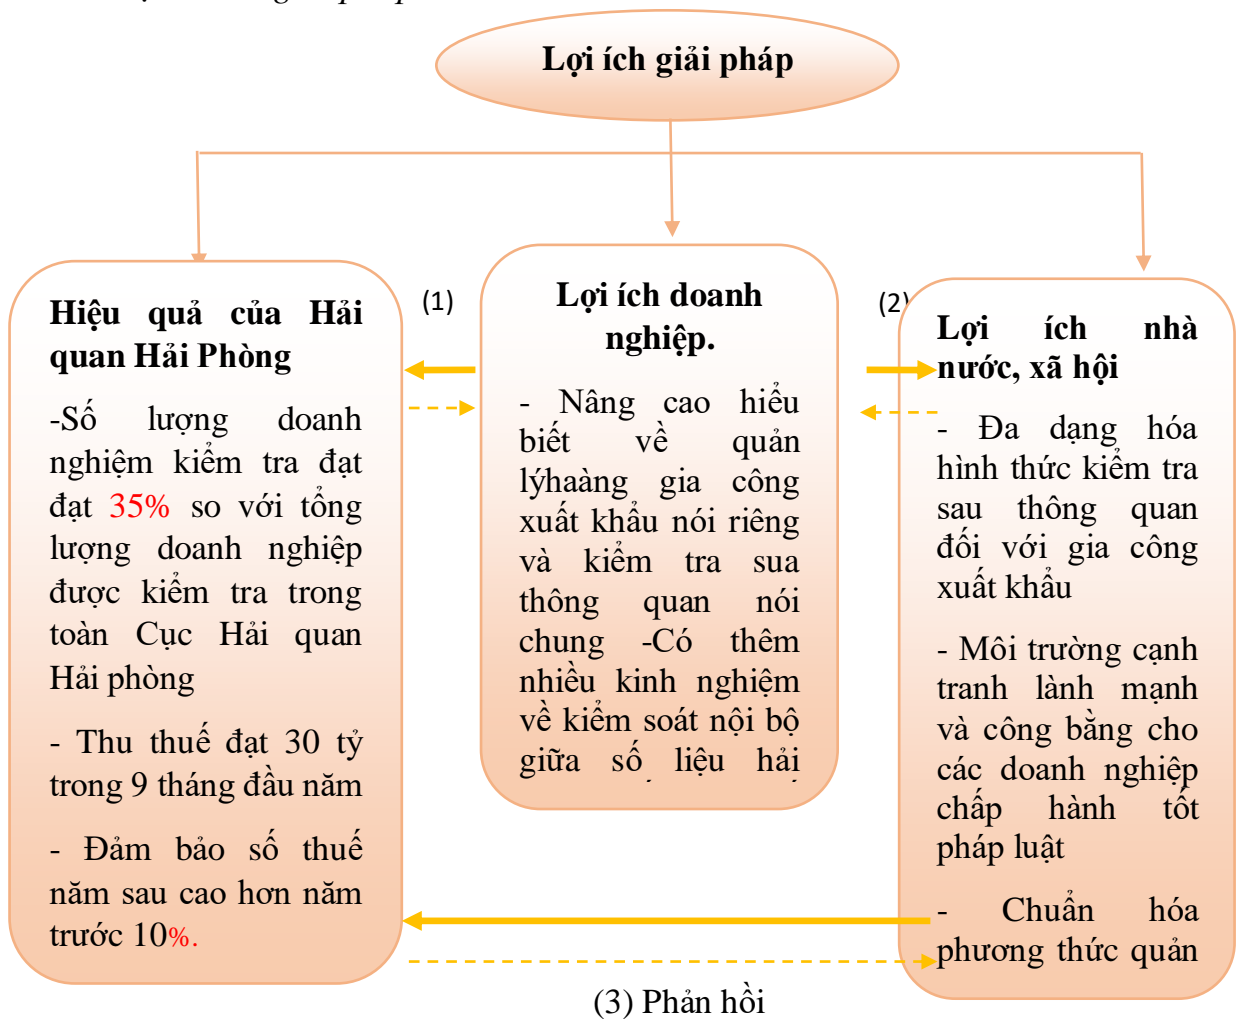 Lợi ích giải pháp
Hiệu quả của Hải
quan Hải Phòng
-Số lượng doanh
nghiệm kiểm tra đạt
đạt 35% so với tổng
lượng doanh nghiệp
được kiểm tra trong
toàn Cục Hải quan
Hải phòng
- Thu thuế đạt 30 tỷ
trong 9 tháng đầu năm
- Đảm bảo số thuế
năm sau cao hơn năm
trước 10%.
(1)
Lợi ích doanh
nghiệp.
- Nâng cao hiểu
biết về quản
lýhaàng gia công
xuất khẩu nói riêng
và kiểm tra sua
thông quan nói
chung -Có thêm
nhiều kinh nghiệm
về kiểm soát nội bộ
giữa số liệu hải
(2)
Lợi ích nhà
nước, xã hội
- Đa dạng hóa
hình thức kiểm tra
sau thông quan
đối với gia công
xuất khẩu
- Môi trường cạnh
tranh lành mạnh
và công bằng cho
các doanh nghiệp
chấp hành tốt
pháp luật
- Chuẩn hóa
phương thức quản
(3) Phản hồi